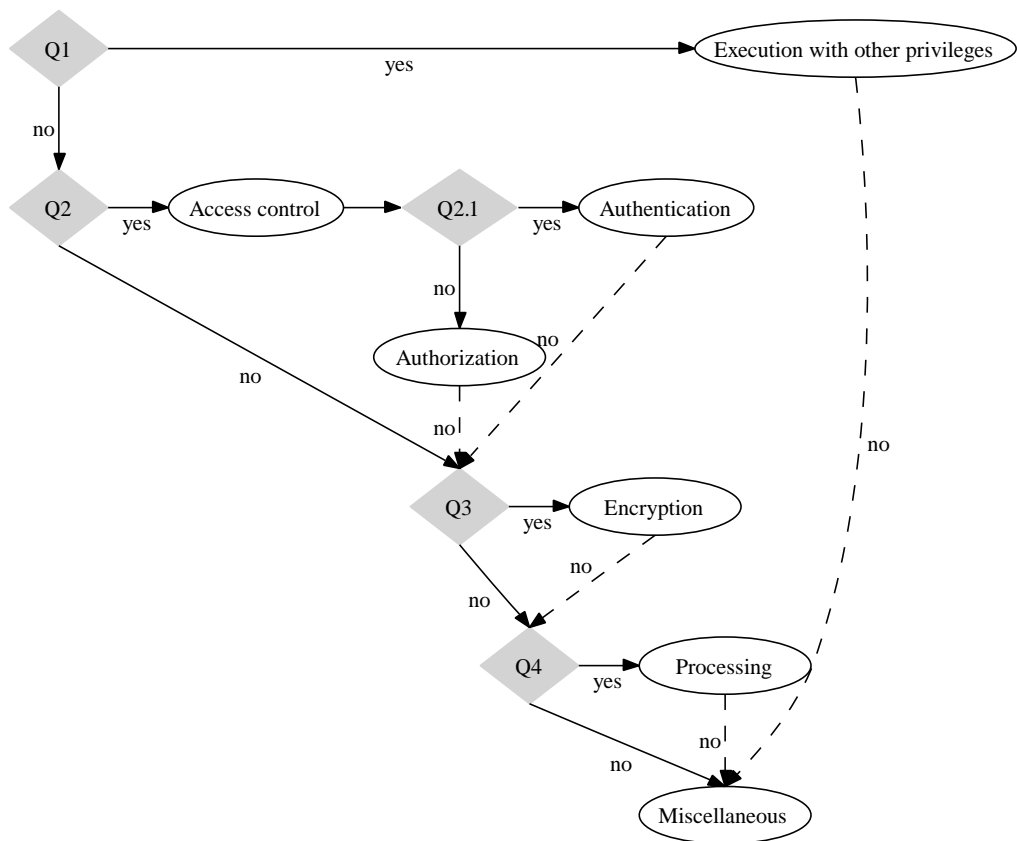 Q1
yes
Execution with other privileges
no
Q2
yes
Access control
Q2.1
yes
Authentication
no
no
Authorization
no
no
no
no
Q3
yes
Encryption
no
no
Q4
yes
Processing
no
no
Miscellaneous